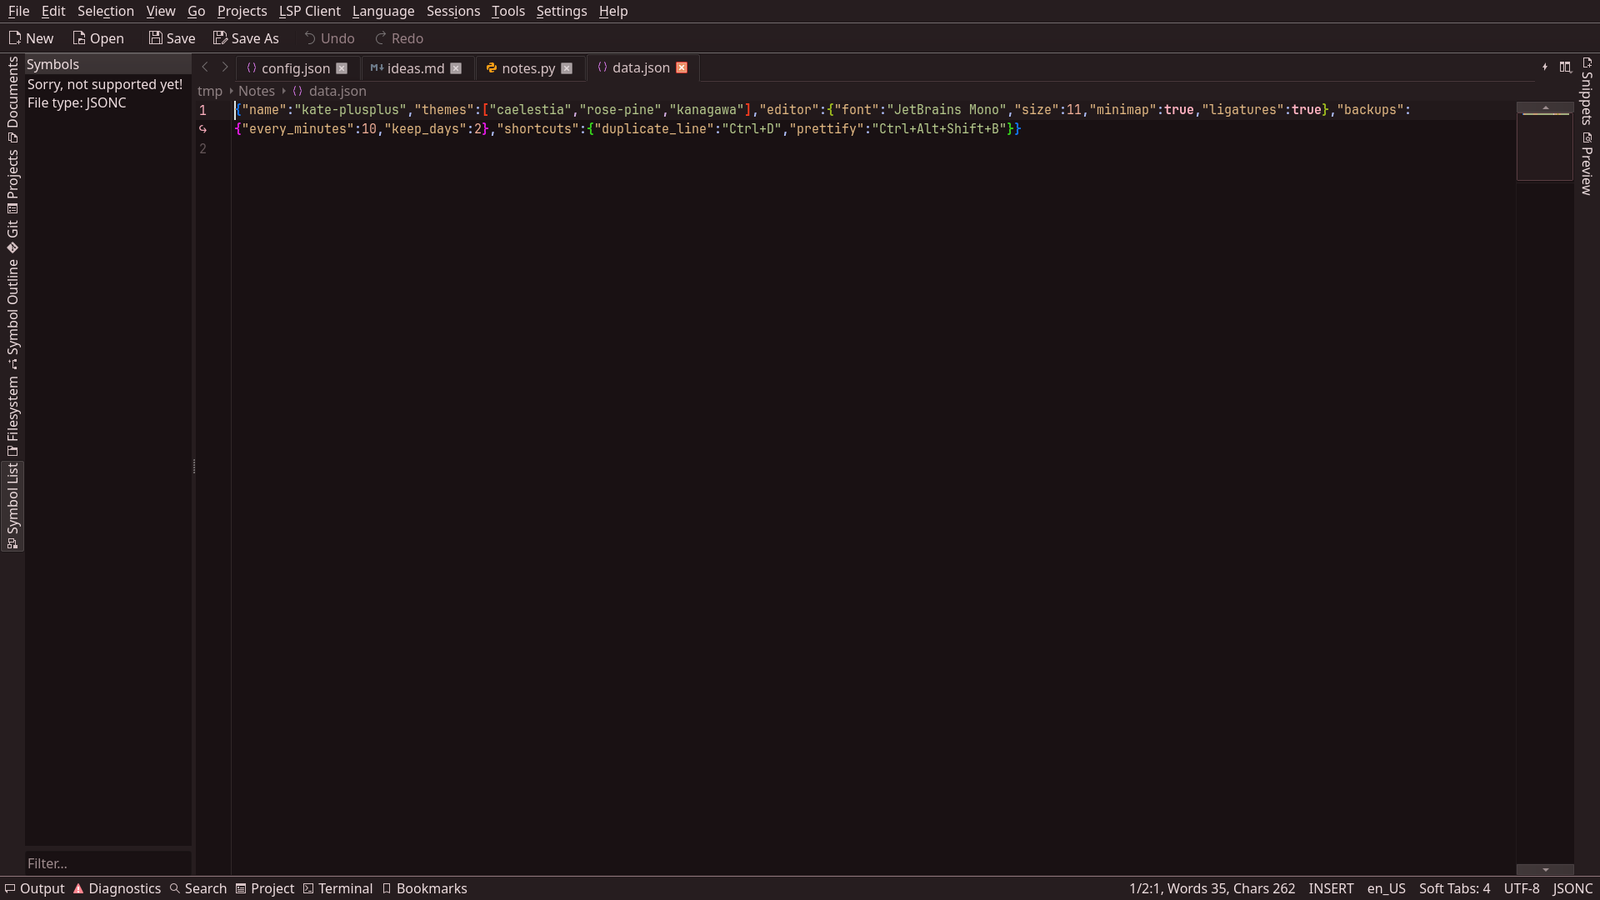 File Edit Selection View Go Projects LSP Client Language Sessions Tools Settings Help
New Open Save Save As Undo Redo
Symbols
Sorry, not supported yet!
File type: JSONC
Documents
Projects
Git
Symbol Outline
Filesystem
Symbol List
Filter...
config.json ideas.md notes.py data.json
tmp Notes data.json
1 {"name":"kate-plusplus","themes":["caelestia","rose-pine","kanagawa"],"editor":{"font":"JetBrains Mono","size":11,"minimap":true,"ligatures":true},"backups":
{"every_minutes":10,"keep_days":2},"shortcuts":{"duplicate_line":"Ctrl+D","prettify":"Ctrl+Alt+Shift+B"}}
2
Snippets
Preview
Output Diagnostics Search Project Terminal Bookmarks
1/2:1, Words 35, Chars 262 INSERT en_US Soft Tabs: 4 UTF-8 JSONC